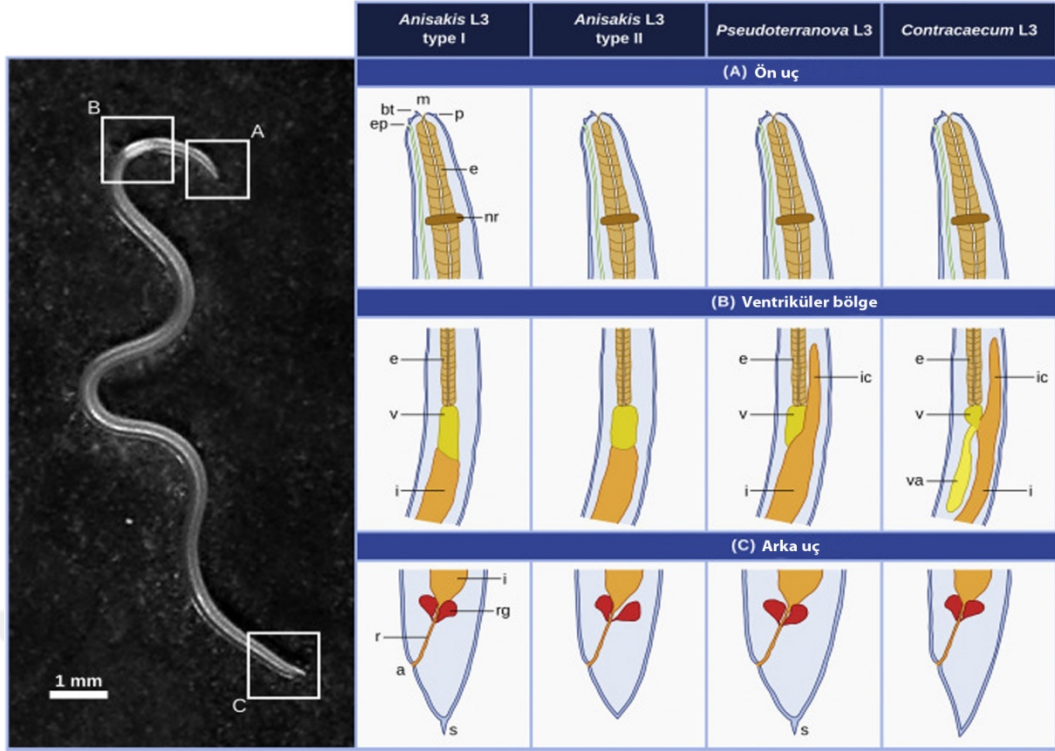 Anisakis L3
type I
Anisakis L3
type II
Pseudoterranova L3
Contracaecum L3
(A) Ön uç
B
A
bt
m
p
ep
e
nr
(B) Ventriküler bölge
e
v
i
e
ic
v
i
e
ic
v
va
i
(C) Arka uç
i
rg
r
a
s
s
1 mm
C